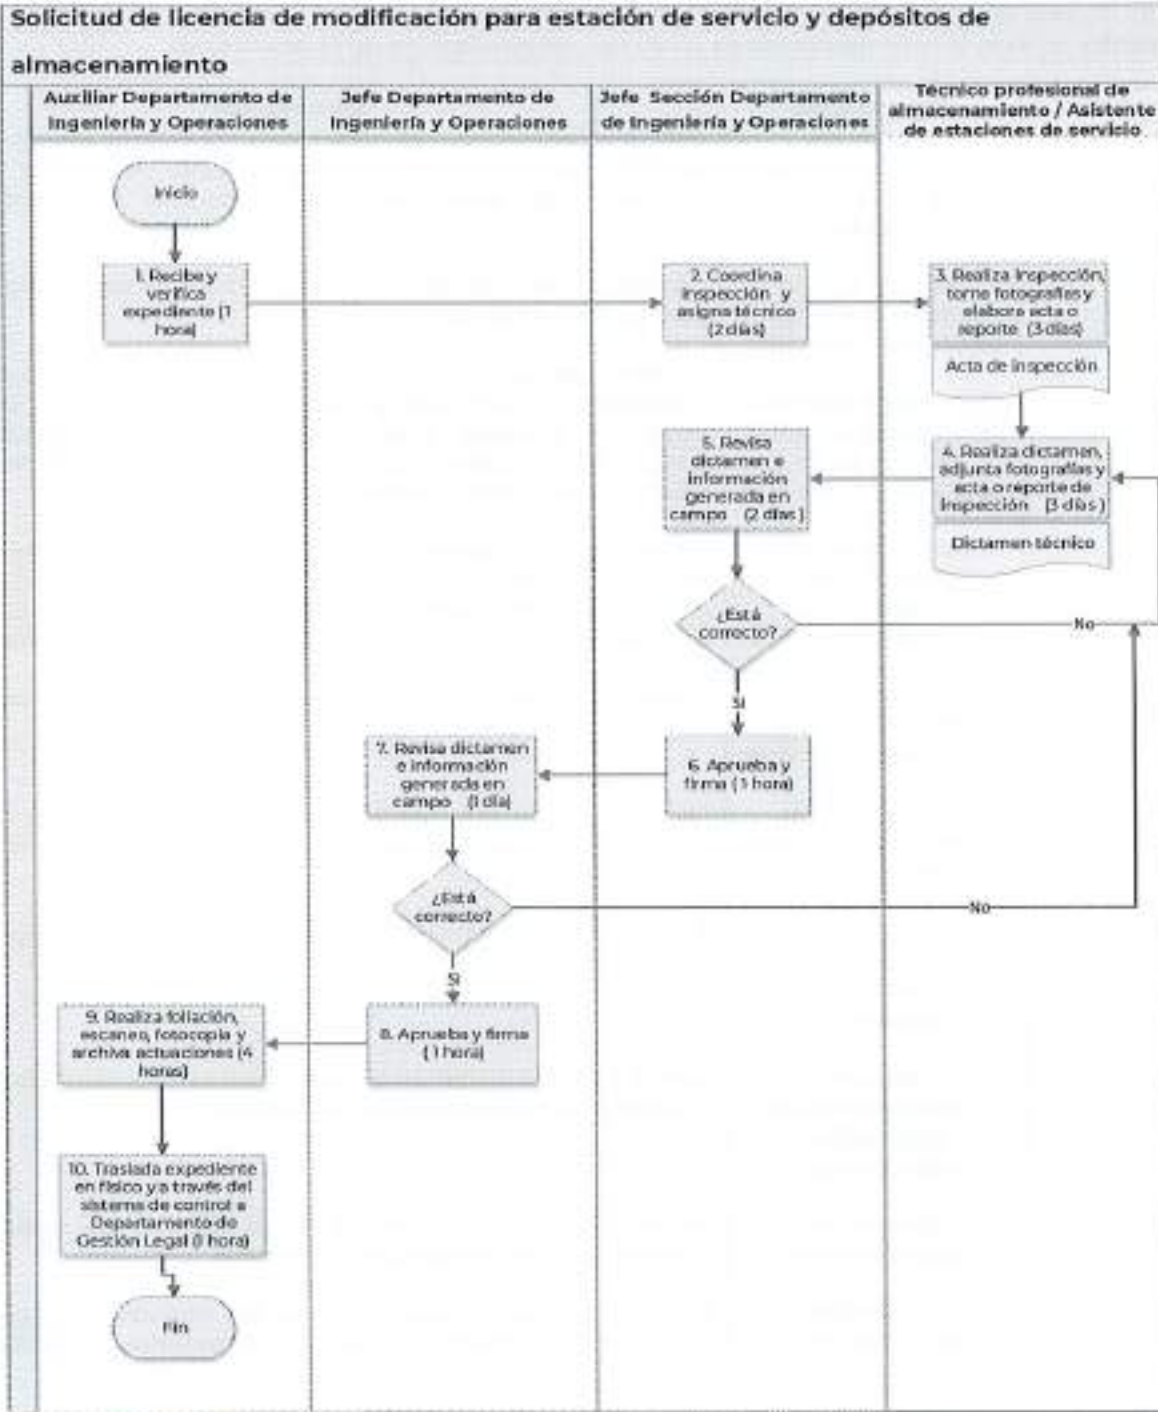 Solicitud de licencia de modificación para estación de servicio y depósitos de
almacenamiento
Auxiliar Departamento de
Ingeniería y Operaciones
Jefe Departamento de
Ingeniería y Operaciones
Jefe Sección Departamento
de Ingeniería y Operaciones
Técnico profesional de
almacenamiento / Asistente
de estaciones de servicio
Inicio
1. Recibe y
verifica
expediente (1
hora)
2. Coordina
inspección y
asigna técnico
(2 días)
3. Realiza inspección,
tome fotografías y
elabora acta o
reporte (3 días)
Acta de inspección
5. Revisa
dictamen e
información
generada en
campo (2 días)
4. Realiza dictamen,
adjunta fotografías y
acta o reporte de
inspección (3 días)
Dictamen técnico
¿Está
correcto?
No
Si
7. Revisa dictamen
e información
generada en
campo (1 día)
6. Aprueba y
firma (1 hora)
¿Está
correcto?
No
Si
9. Realiza foliación,
escaneo, fotocopia y
archiva actuaciones (4
horas)
8. Aprueba y firma
(1 hora)
10. Traslada expediente
en físico y a través del
sistema de control a
Departamento de
Gestión Legal (1 hora)
Fin